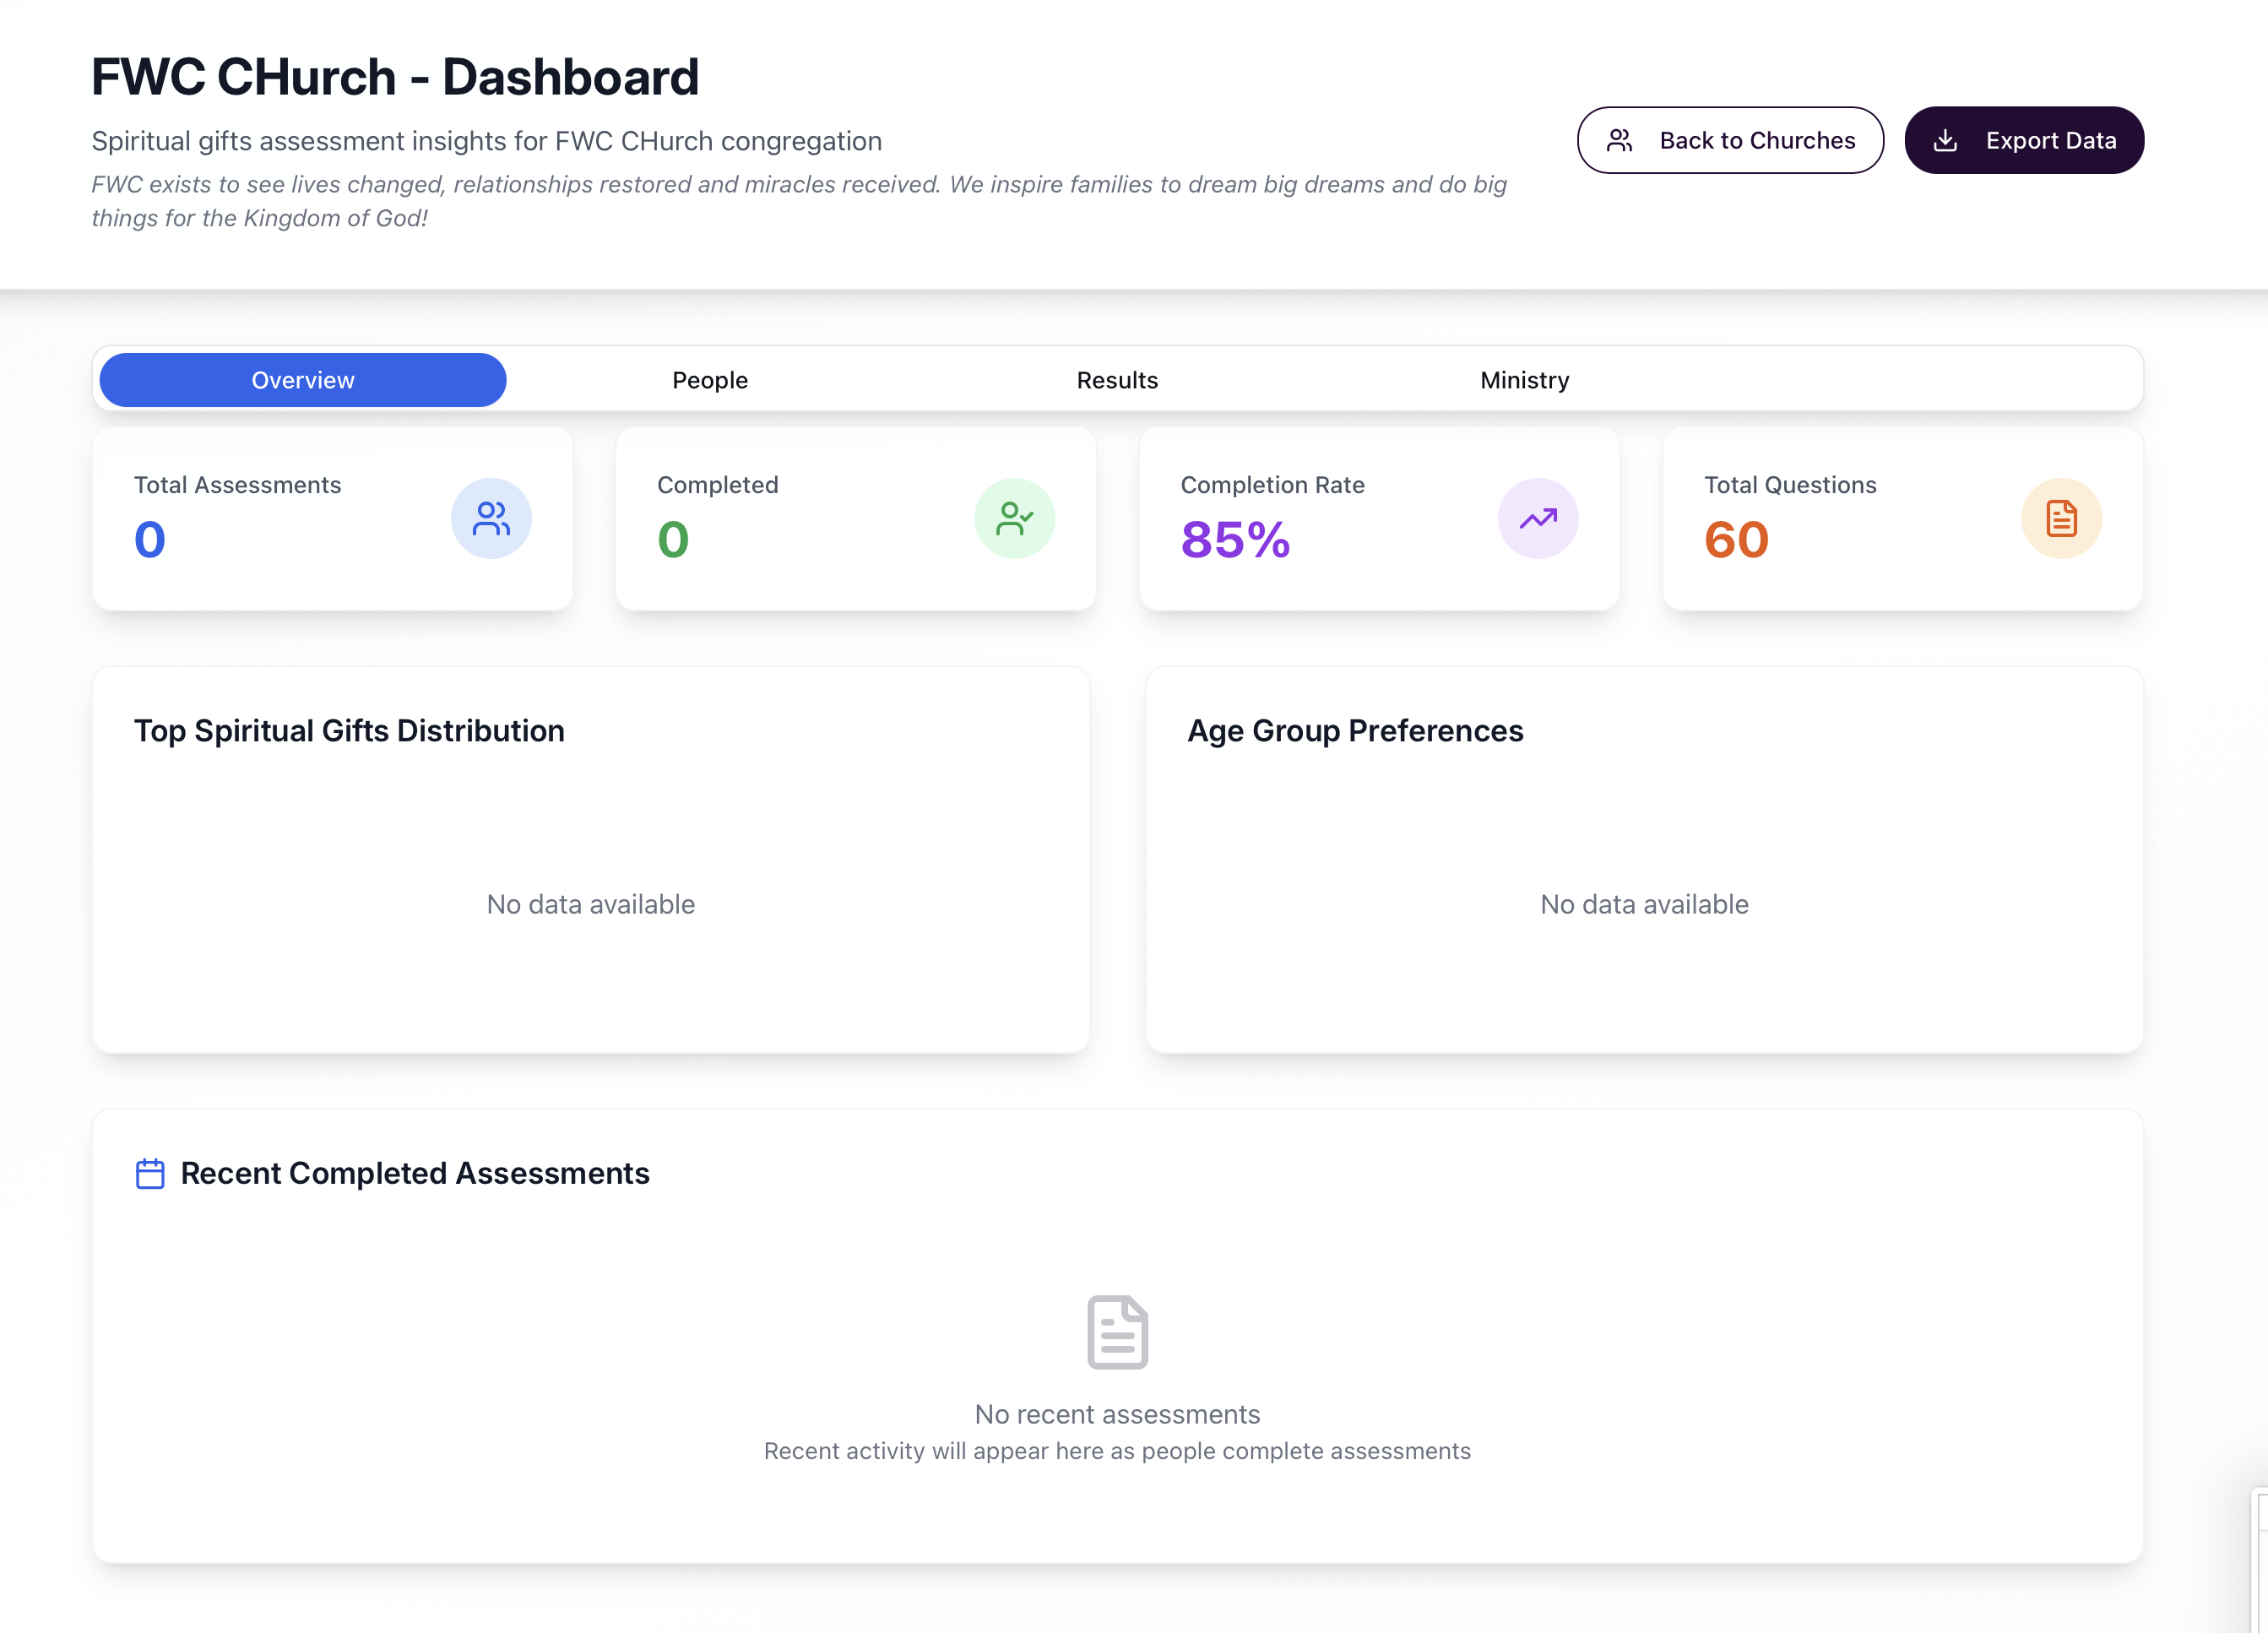 FWC CHurch - Dashboard
Spiritual gifts assessment insights for FWC CHurch congregation
FWC exists to see lives changed, relationships restored and miracles received. We inspire families to dream big dreams and do big
things for the Kingdom of God!
Back to Churches
Export Data
Overview
People
Results
Ministry
Total Assessments
0
Completed
0
Completion Rate
85%
Total Questions
60
Top Spiritual Gifts Distribution
No data available
Age Group Preferences
No data available
Recent Completed Assessments
No recent assessments
Recent activity will appear here as people complete assessments